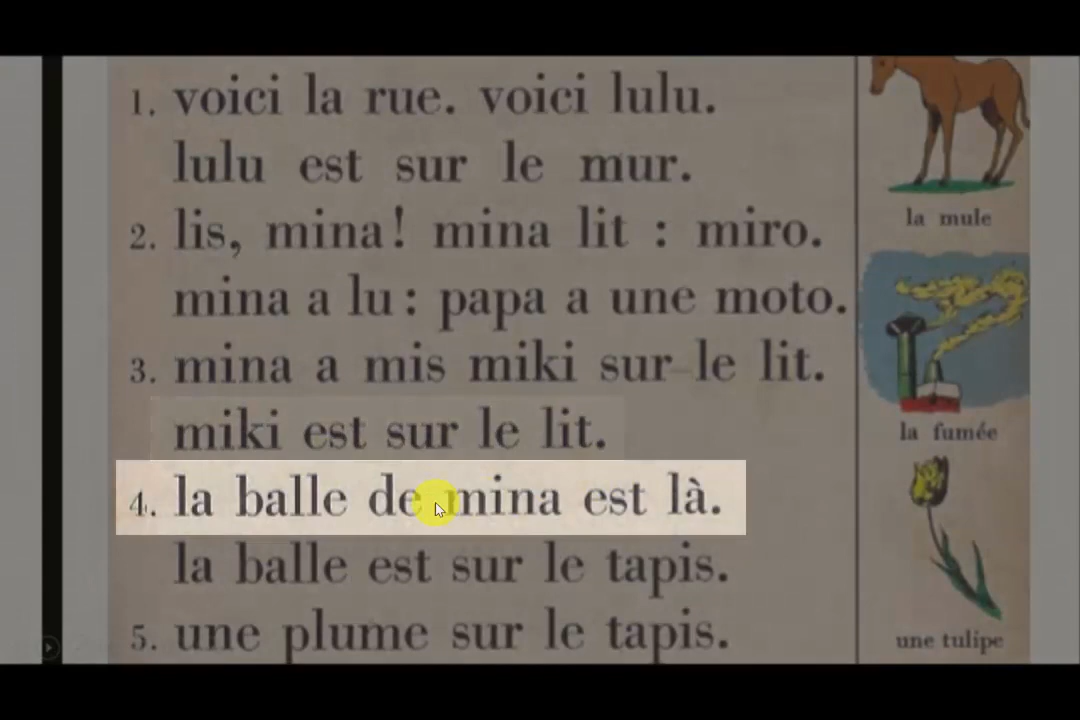 1. voici la rue. voici lulu.
lulu est sur le mur.
2. lis, mina! mina lit : miro.
mina a lu : papa a une moto.
3. mina a mis miki sur le lit.
miki est sur le lit.
4. la balle de mina est là.
la balle est sur le tapis.
5. une plume sur le tapis.
la mule
la fumée
une tulipe